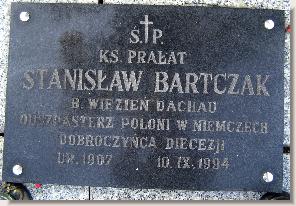 Ś.†P.
KS. PRAŁAT
STANISŁAW BARTCZAK
B. WIĘZIEŃ DACHAU
DUSZPASTERZ POLONI W NIEMCZECH
DOBROCZYŃCA DIECEZJI
UR. 1907 10. IX. 1994